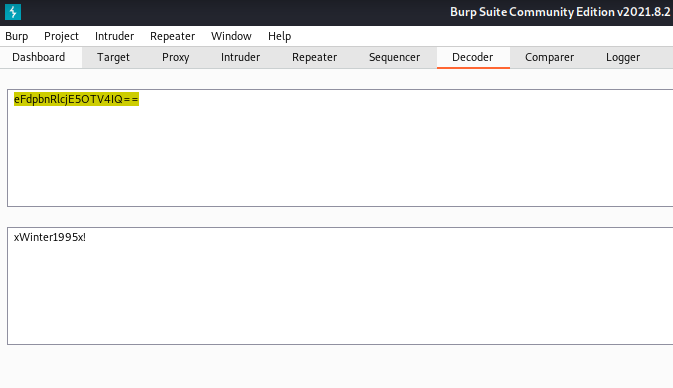 Burp Suite Community Edition v2021.8.2
Burp Project Intruder Repeater Window Help
Dashboard Target Proxy Intruder Repeater Sequencer Decoder Comparer Logger
eFdpbnRlcjE5OTV4IQ==
xWinter1995x!